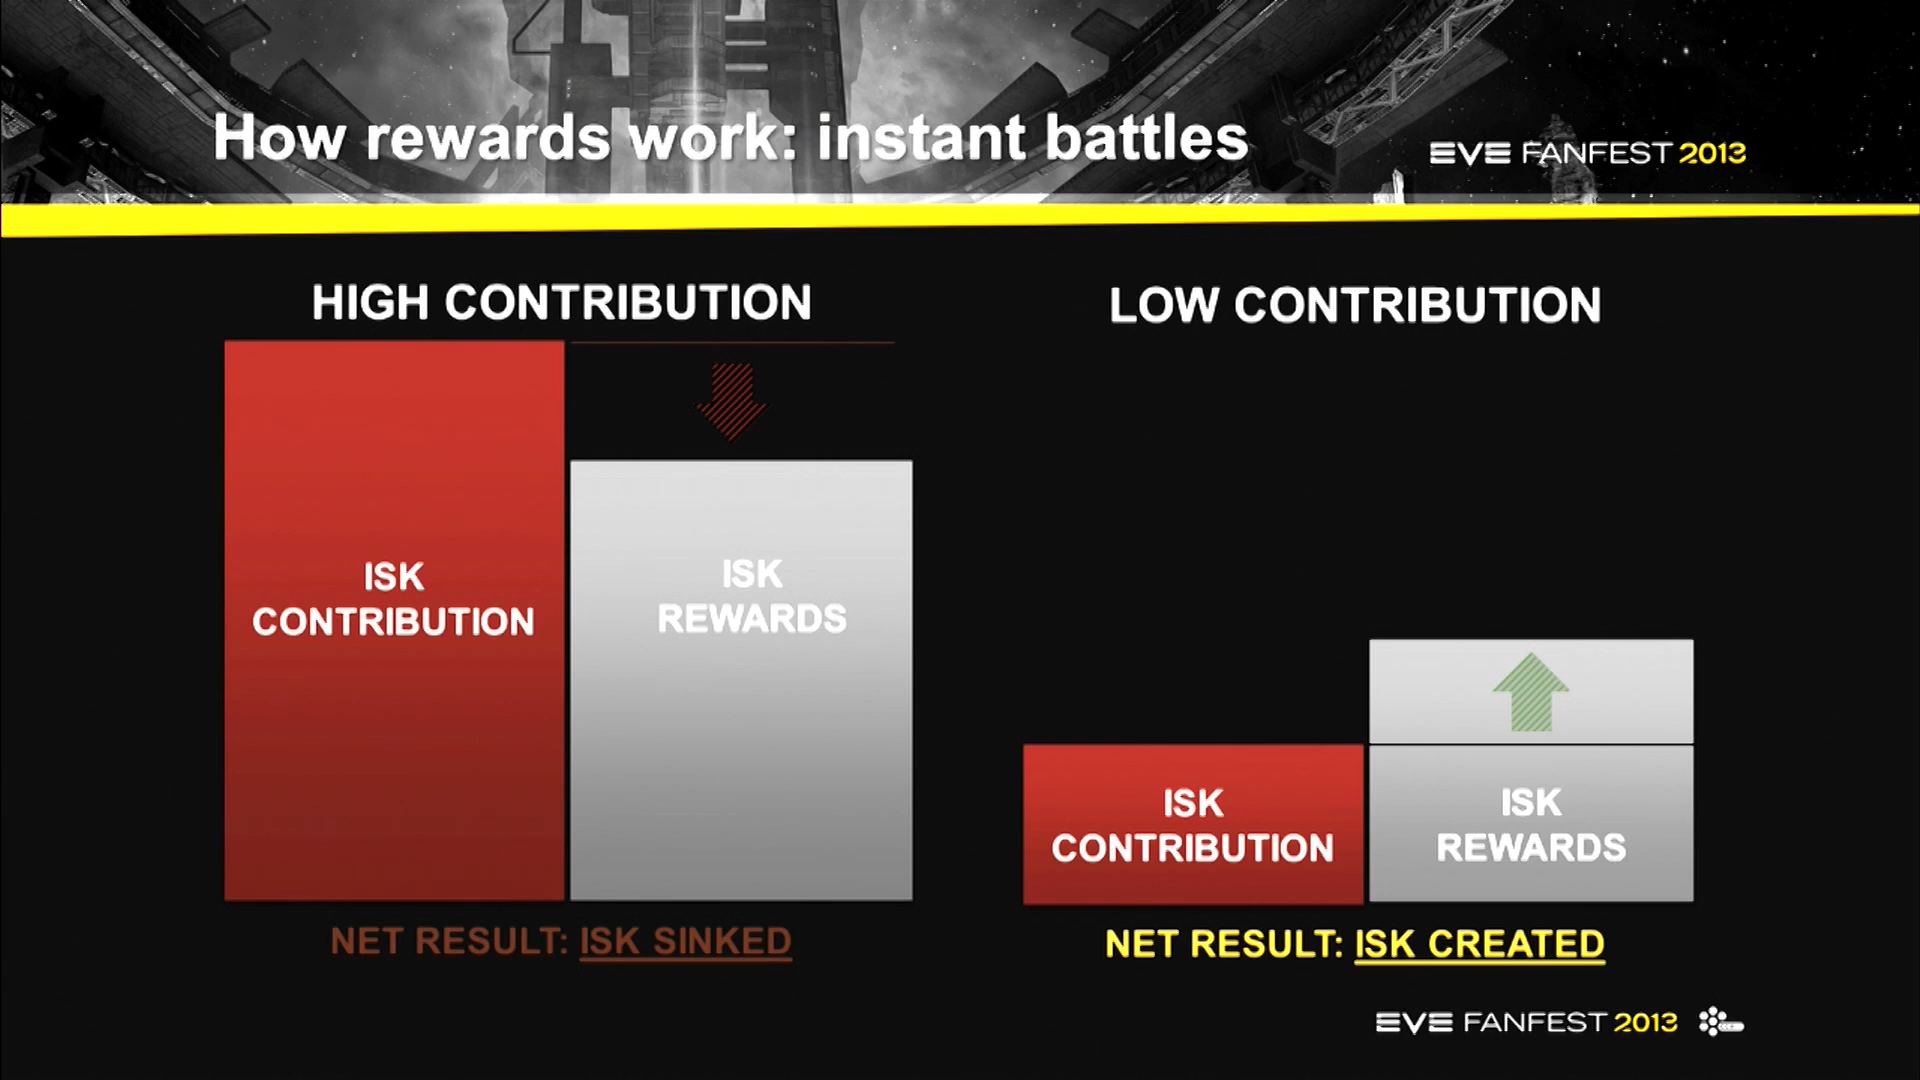 How rewards work: instant battles
EVE FANFEST 2013
HIGH CONTRIBUTION
LOW CONTRIBUTION
ISK
CONTRIBUTION
ISK
REWARDS
ISK
CONTRIBUTION
ISK
REWARDS
NET RESULT: ISK SINKED
NET RESULT: ISK CREATED
EVE FANFEST 2013